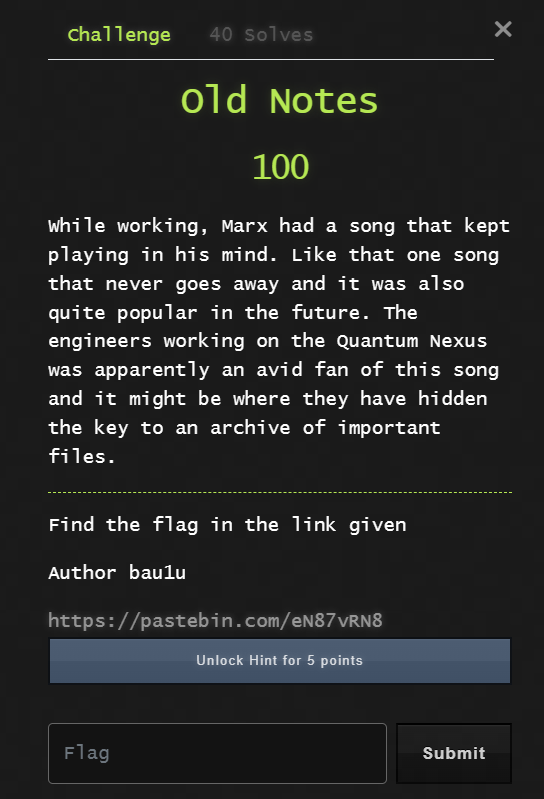 Challenge 40 Solves ×
Old Notes
100
While working, Marx had a song that kept
playing in his mind. Like that one song
that never goes away and it was also
quite popular in the future. The
engineers working on the Quantum Nexus
was apparently an avid fan of this song
and it might be where they have hidden
the key to an archive of important
files.
Find the flag in the link given
Author bau1u
https://pastebin.com/eN87vRN8
Unlock Hint for 5 points
Flag Submit